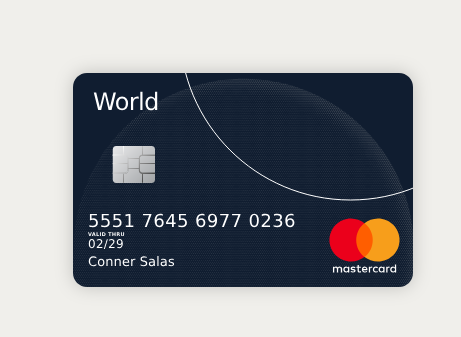 World
5551 7645 6977 0236
VALID THRU
02/29
Conner Salas
mastercard